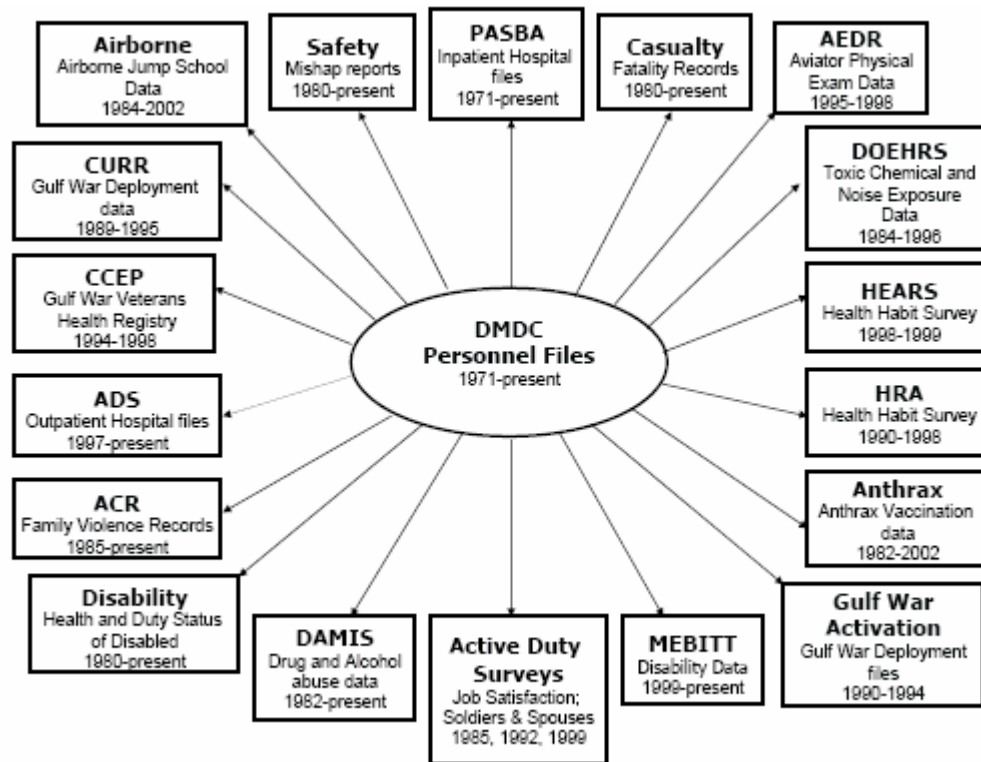 Airborne
Airborne Jump School
Data
1984-2002
Safety
Mishap reports
1980-present
PASBA
Inpatient Hospital
files
1971-present
Casualty
Fatality Records
1980-present
AEDR
Aviator Physical
Exam Data
1995-1998
CURR
Gulf War Deployment
data
1989-1995
DOEHRS
Toxic Chemical and
Noise Exposure
Data
1984-1996
CCEP
Gulf War Veterans
Health Registry
1994-1998
DMDC
Personnel Files
1971-present
HEARS
Health Habit Survey
1998-1999
ADS
Outpatient Hospital files
1997-present
HRA
Health Habit Survey
1990-1998
ACR
Family Violence Records
1985-present
Anthrax
Anthrax Vaccination
data
1982-2002
Disability
Health and Duty Status
of Disabled
1980-present
DAMIS
Drug and Alcohol
abuse data
1982-present
Active Duty
Surveys
Job Satisfaction;
Soldiers & Spouses
1985, 1992, 1999
MEBITT
Disability Data
1999-present
Gulf War
Activation
Gulf War Deployment
files
1990-1994